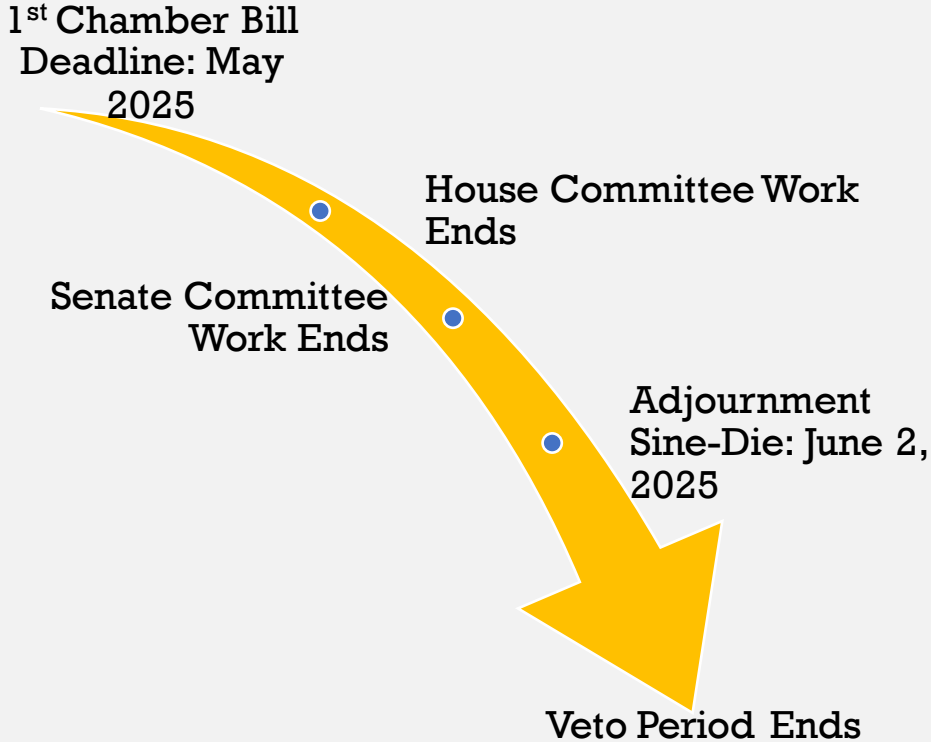 1st Chamber Bill
Deadline: May
2025
House Committee Work
Ends
Senate Committee
Work Ends
Adjournment
Sine-Die: June 2,
2025
Veto Period Ends